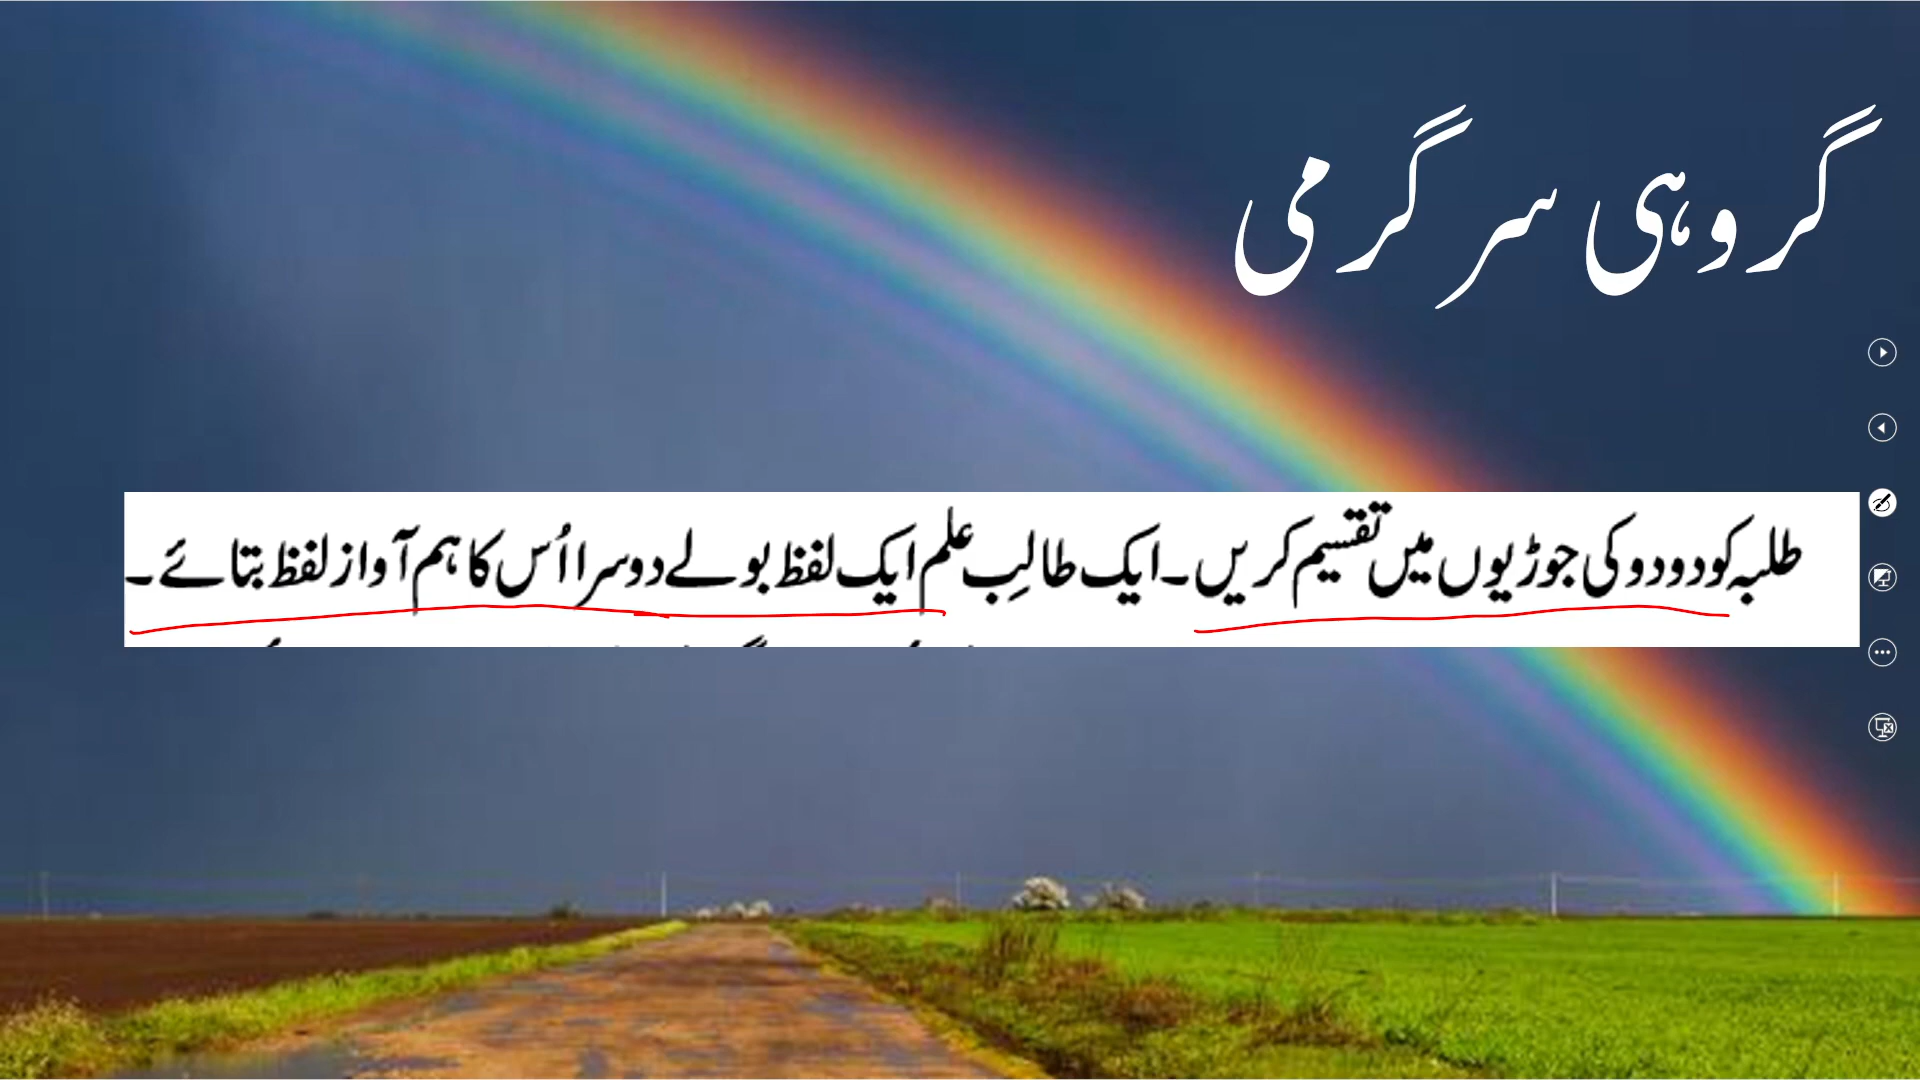 گروہی سرگرمی
طلبہ کو دو دو کی جوڑیوں میں تقسیم کریں۔ ایک طالبِ علم ایک لفظ بولے دوسرا اُس کا ہم آواز لفظ بتائے۔